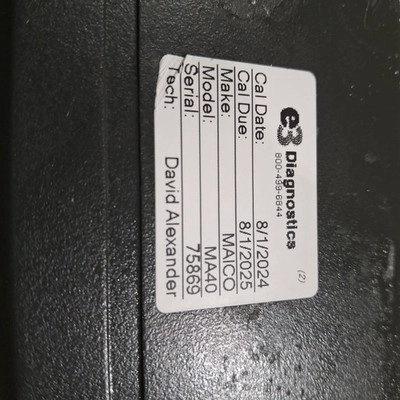 e3 Diagnostics
800-499-6844
(2)
Cal Date: 8/1/2024
Cal Due: 8/1/2025
Make: MAICO
Model: MA40
Serial: 75869
Tech: David Alexander